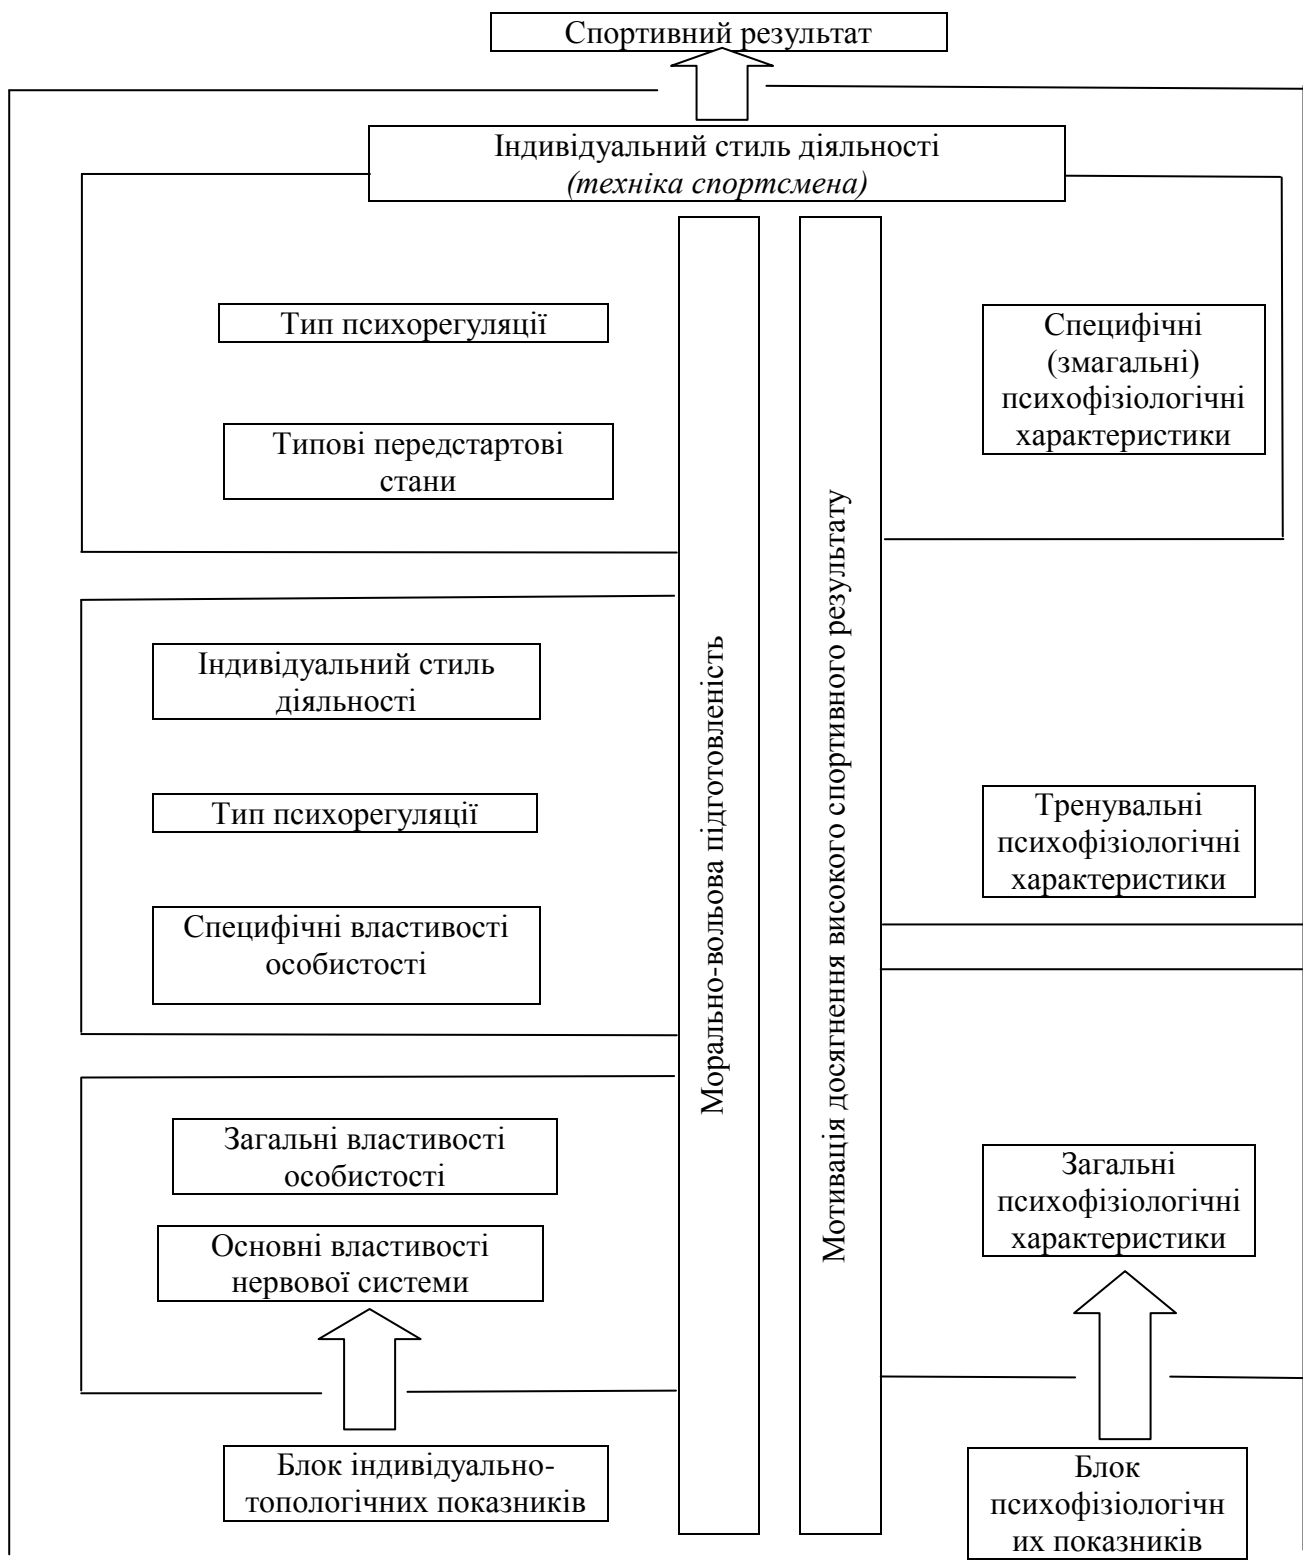 Спортивний результат
Індивідуальний стиль діяльності
(техніка спортсмена)
Тип психорегуляції
Типові передстартові
стани
Специфічні
(змагальні)
психофізіологічні
характеристики
Морально-вольова підготовленість
Мотивація досягнення високого спортивного результату
Індивідуальний стиль
діяльності
Тип психорегуляції
Специфічні властивості
особистості
Тренувальні
психофізіологічні
характеристики
Загальні властивості
особистості
Основні властивості
нервової системи
Загальні
психофізіологічні
характеристики
Блок індивідуально-
топологічних показників
Блок
психофізіологічн
их показників